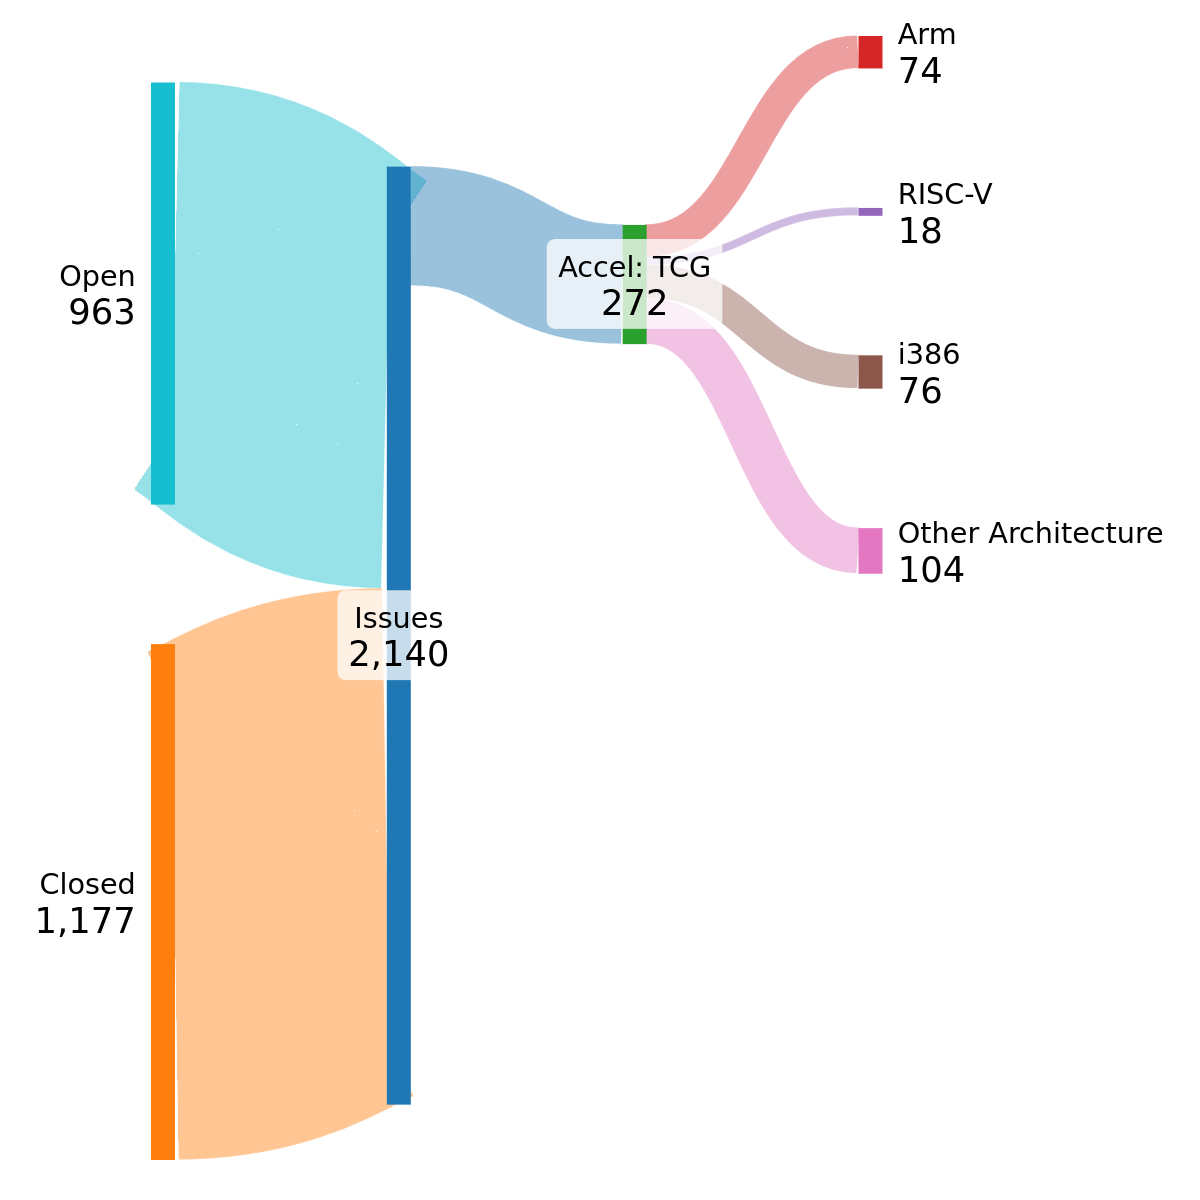 Open
963
Closed
1,177
Issues
2,140
Accel: TCG
272
Arm
74
RISC-V
18
i386
76
Other Architecture
104